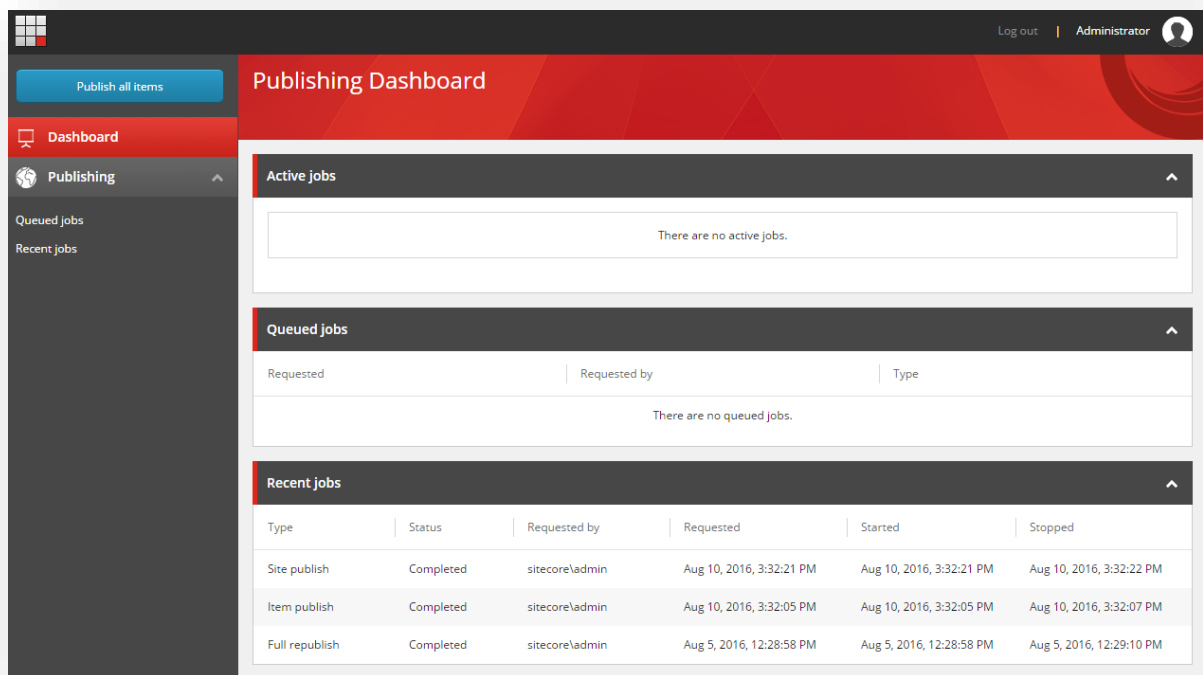 Log out | Administrator
Publish all items
Publishing Dashboard
Dashboard
Publishing
Queued jobs
Recent jobs
Active jobs
There are no active jobs.
Queued jobs
Requested Requested by Type
There are no queued jobs.
Recent jobs
Type Status Requested by Requested Started Stopped
Site publish Completed sitecore\admin Aug 10, 2016, 3:32:21 PM Aug 10, 2016, 3:32:21 PM Aug 10, 2016, 3:32:22 PM
Item publish Completed sitecore\admin Aug 10, 2016, 3:32:05 PM Aug 10, 2016, 3:32:05 PM Aug 10, 2016, 3:32:07 PM
Full republish Completed sitecore\admin Aug 5, 2016, 12:28:58 PM Aug 5, 2016, 12:28:58 PM Aug 5, 2016, 12:29:10 PM